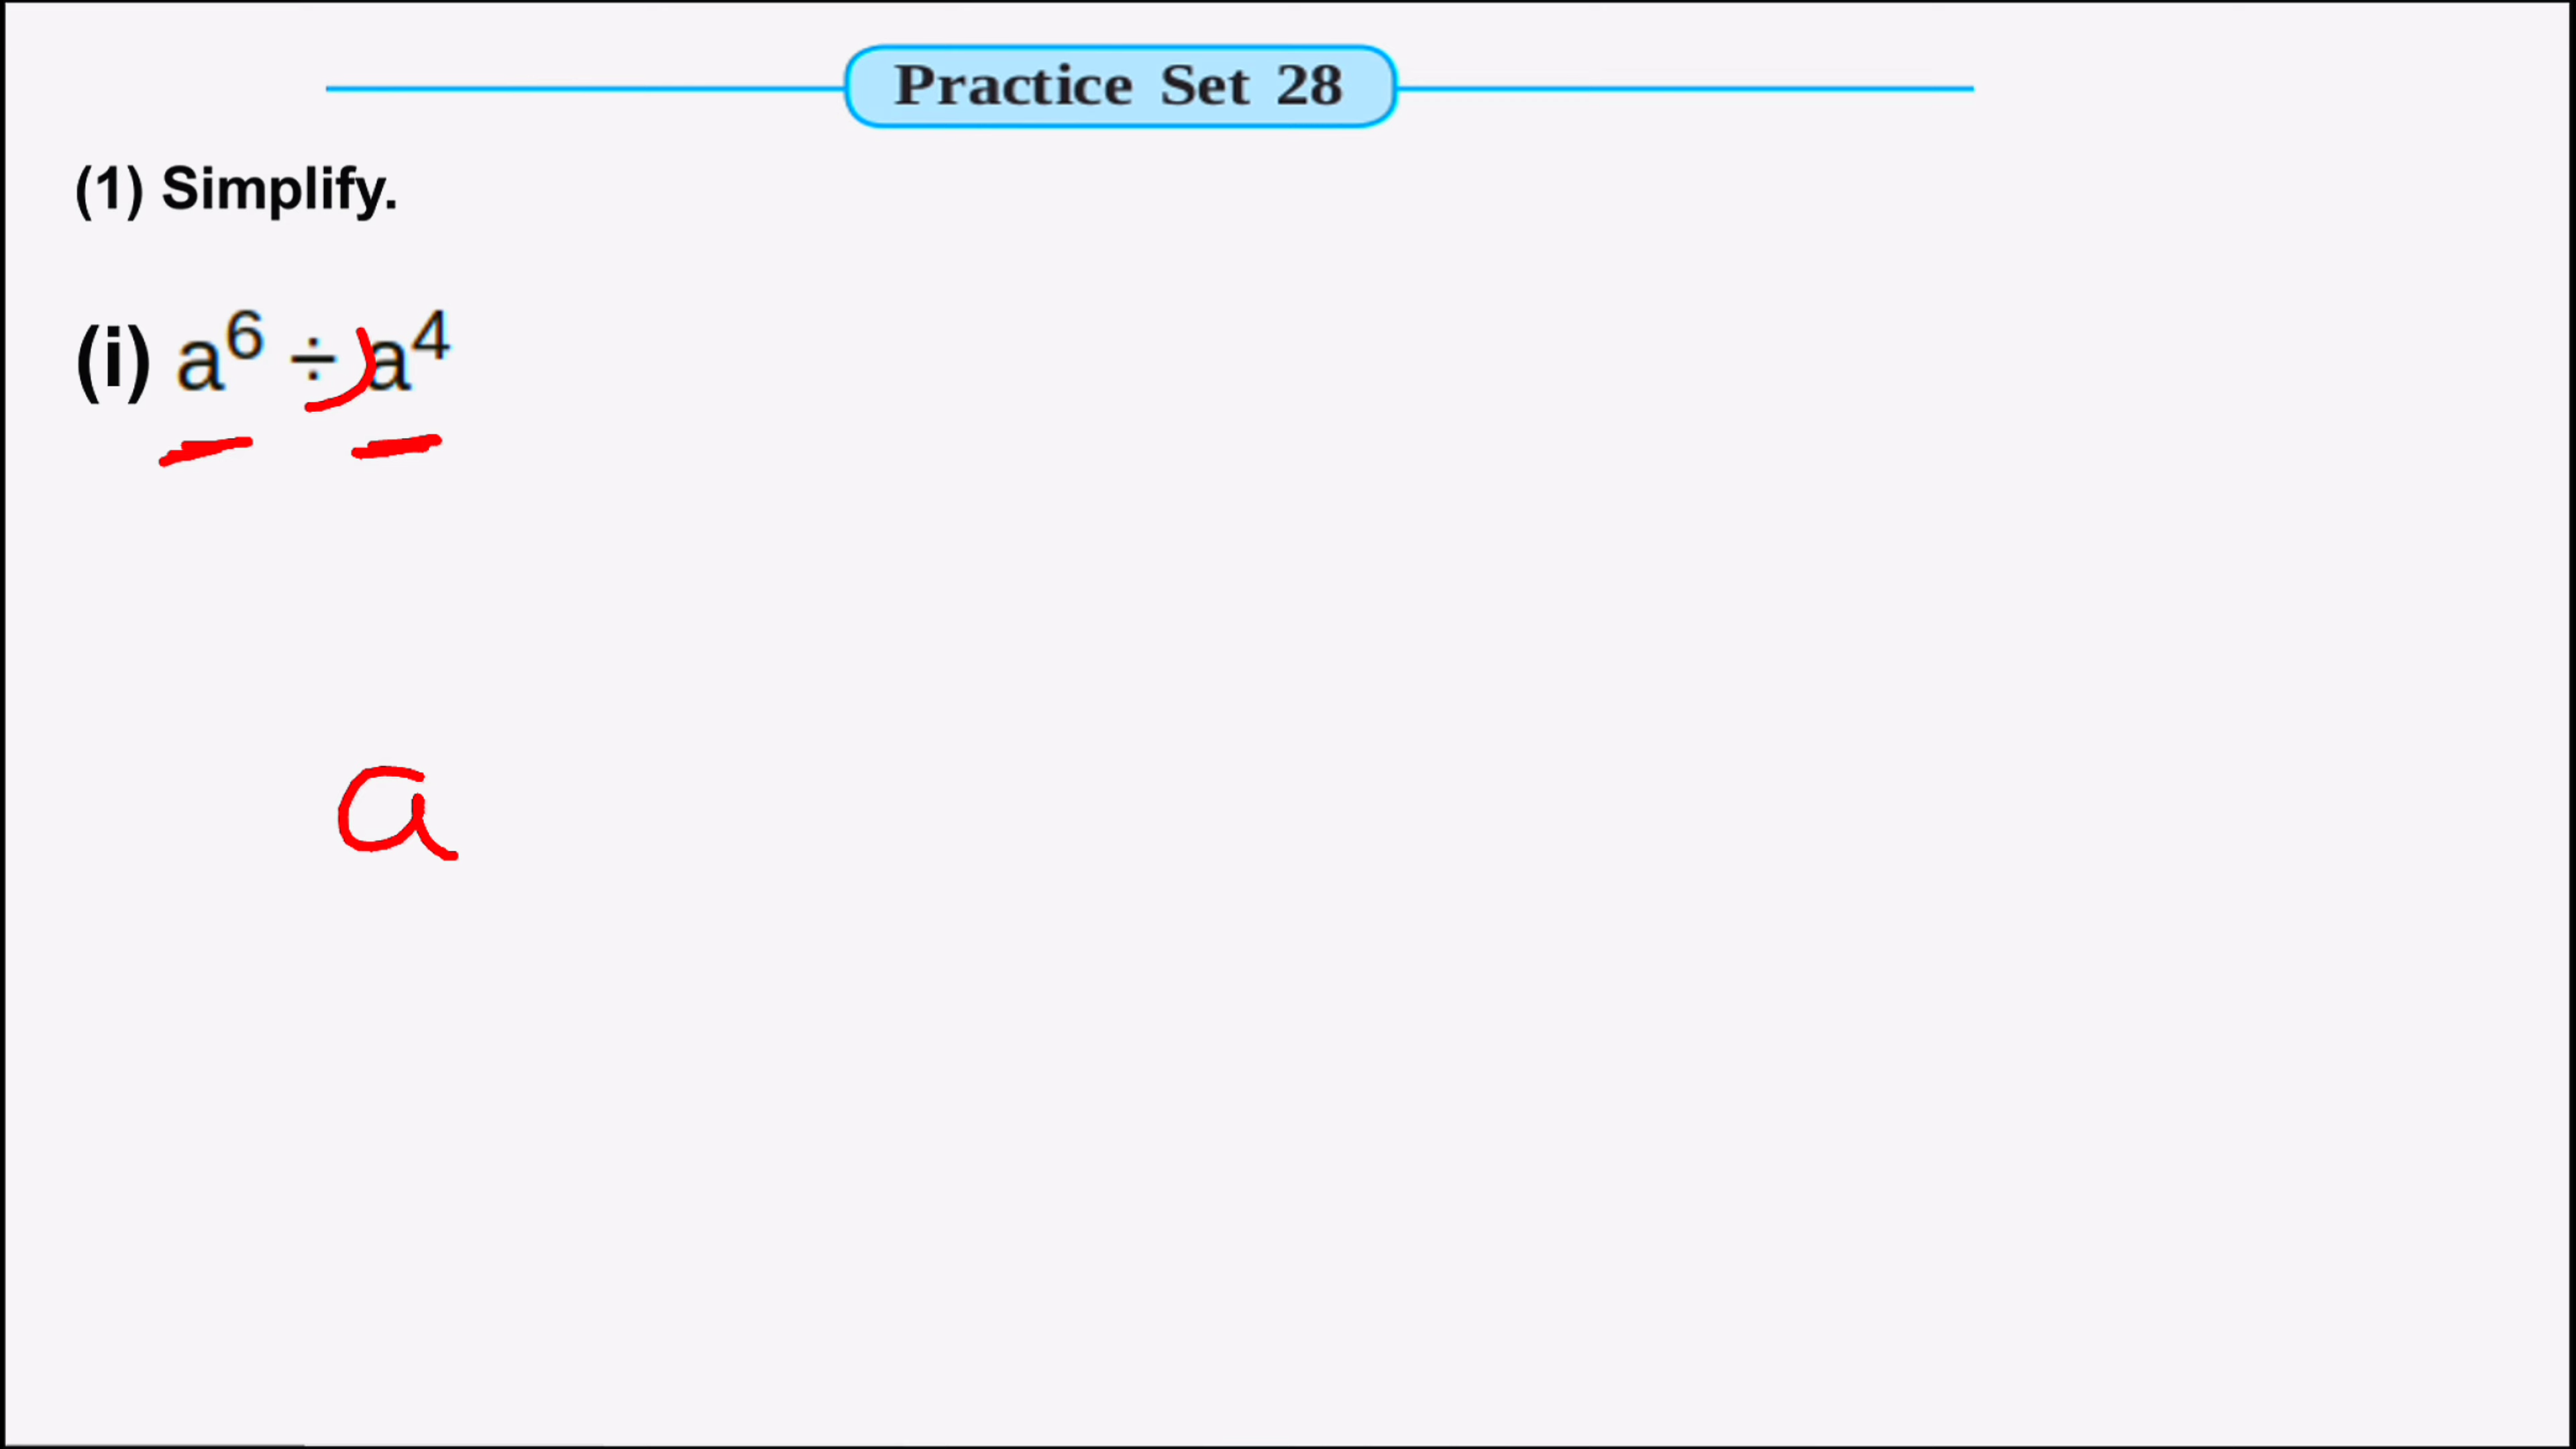 Practice Set 28
(1) Simplify.
(i) a⁶ ÷ a⁴
a